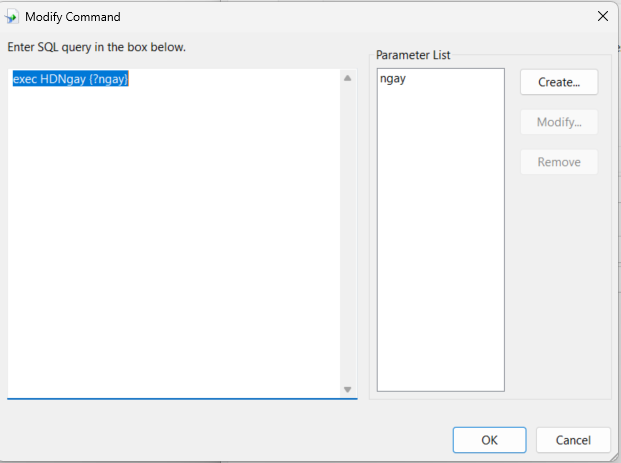 Modify Command
Enter SQL query in the box below.
Parameter List
exec HDNgay {?ngay}
ngay
Create...
Modify...
Remove
OK
Cancel